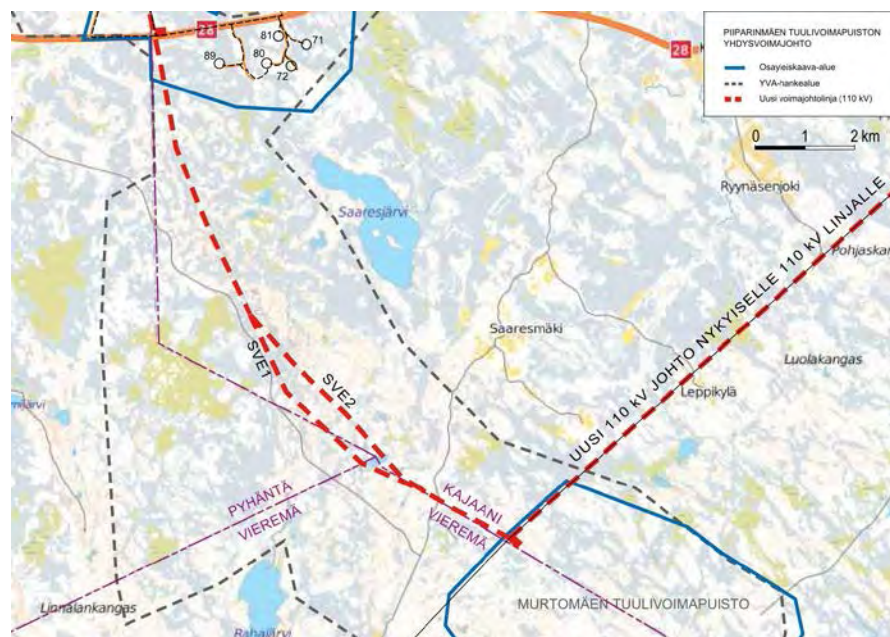 PIIPARINMÄEN TUULIVOIMAPUISTON
YHDYSVOIMAJOHTO
Osayleiskaava-alue
YVA-hankealue
Uusi voimajohtolinja (110 kV)
0 1 2 km
28
28
81
71
89
80
72
Ryynäsenjoki
Saaresjärvi
Pohjaskan
UUSI 110 kV JOHTO NYKYISELLE 110 kV LINJALLE
Saaresmäki
SVE1
SVE2
Luolakangas
Leppikylä
PYHÄNTÄ
VIEREMÄ
KAJAANI
VIEREMÄ
Linnalankangas
MURTOMÄEN TUULIVOIMAPUISTO